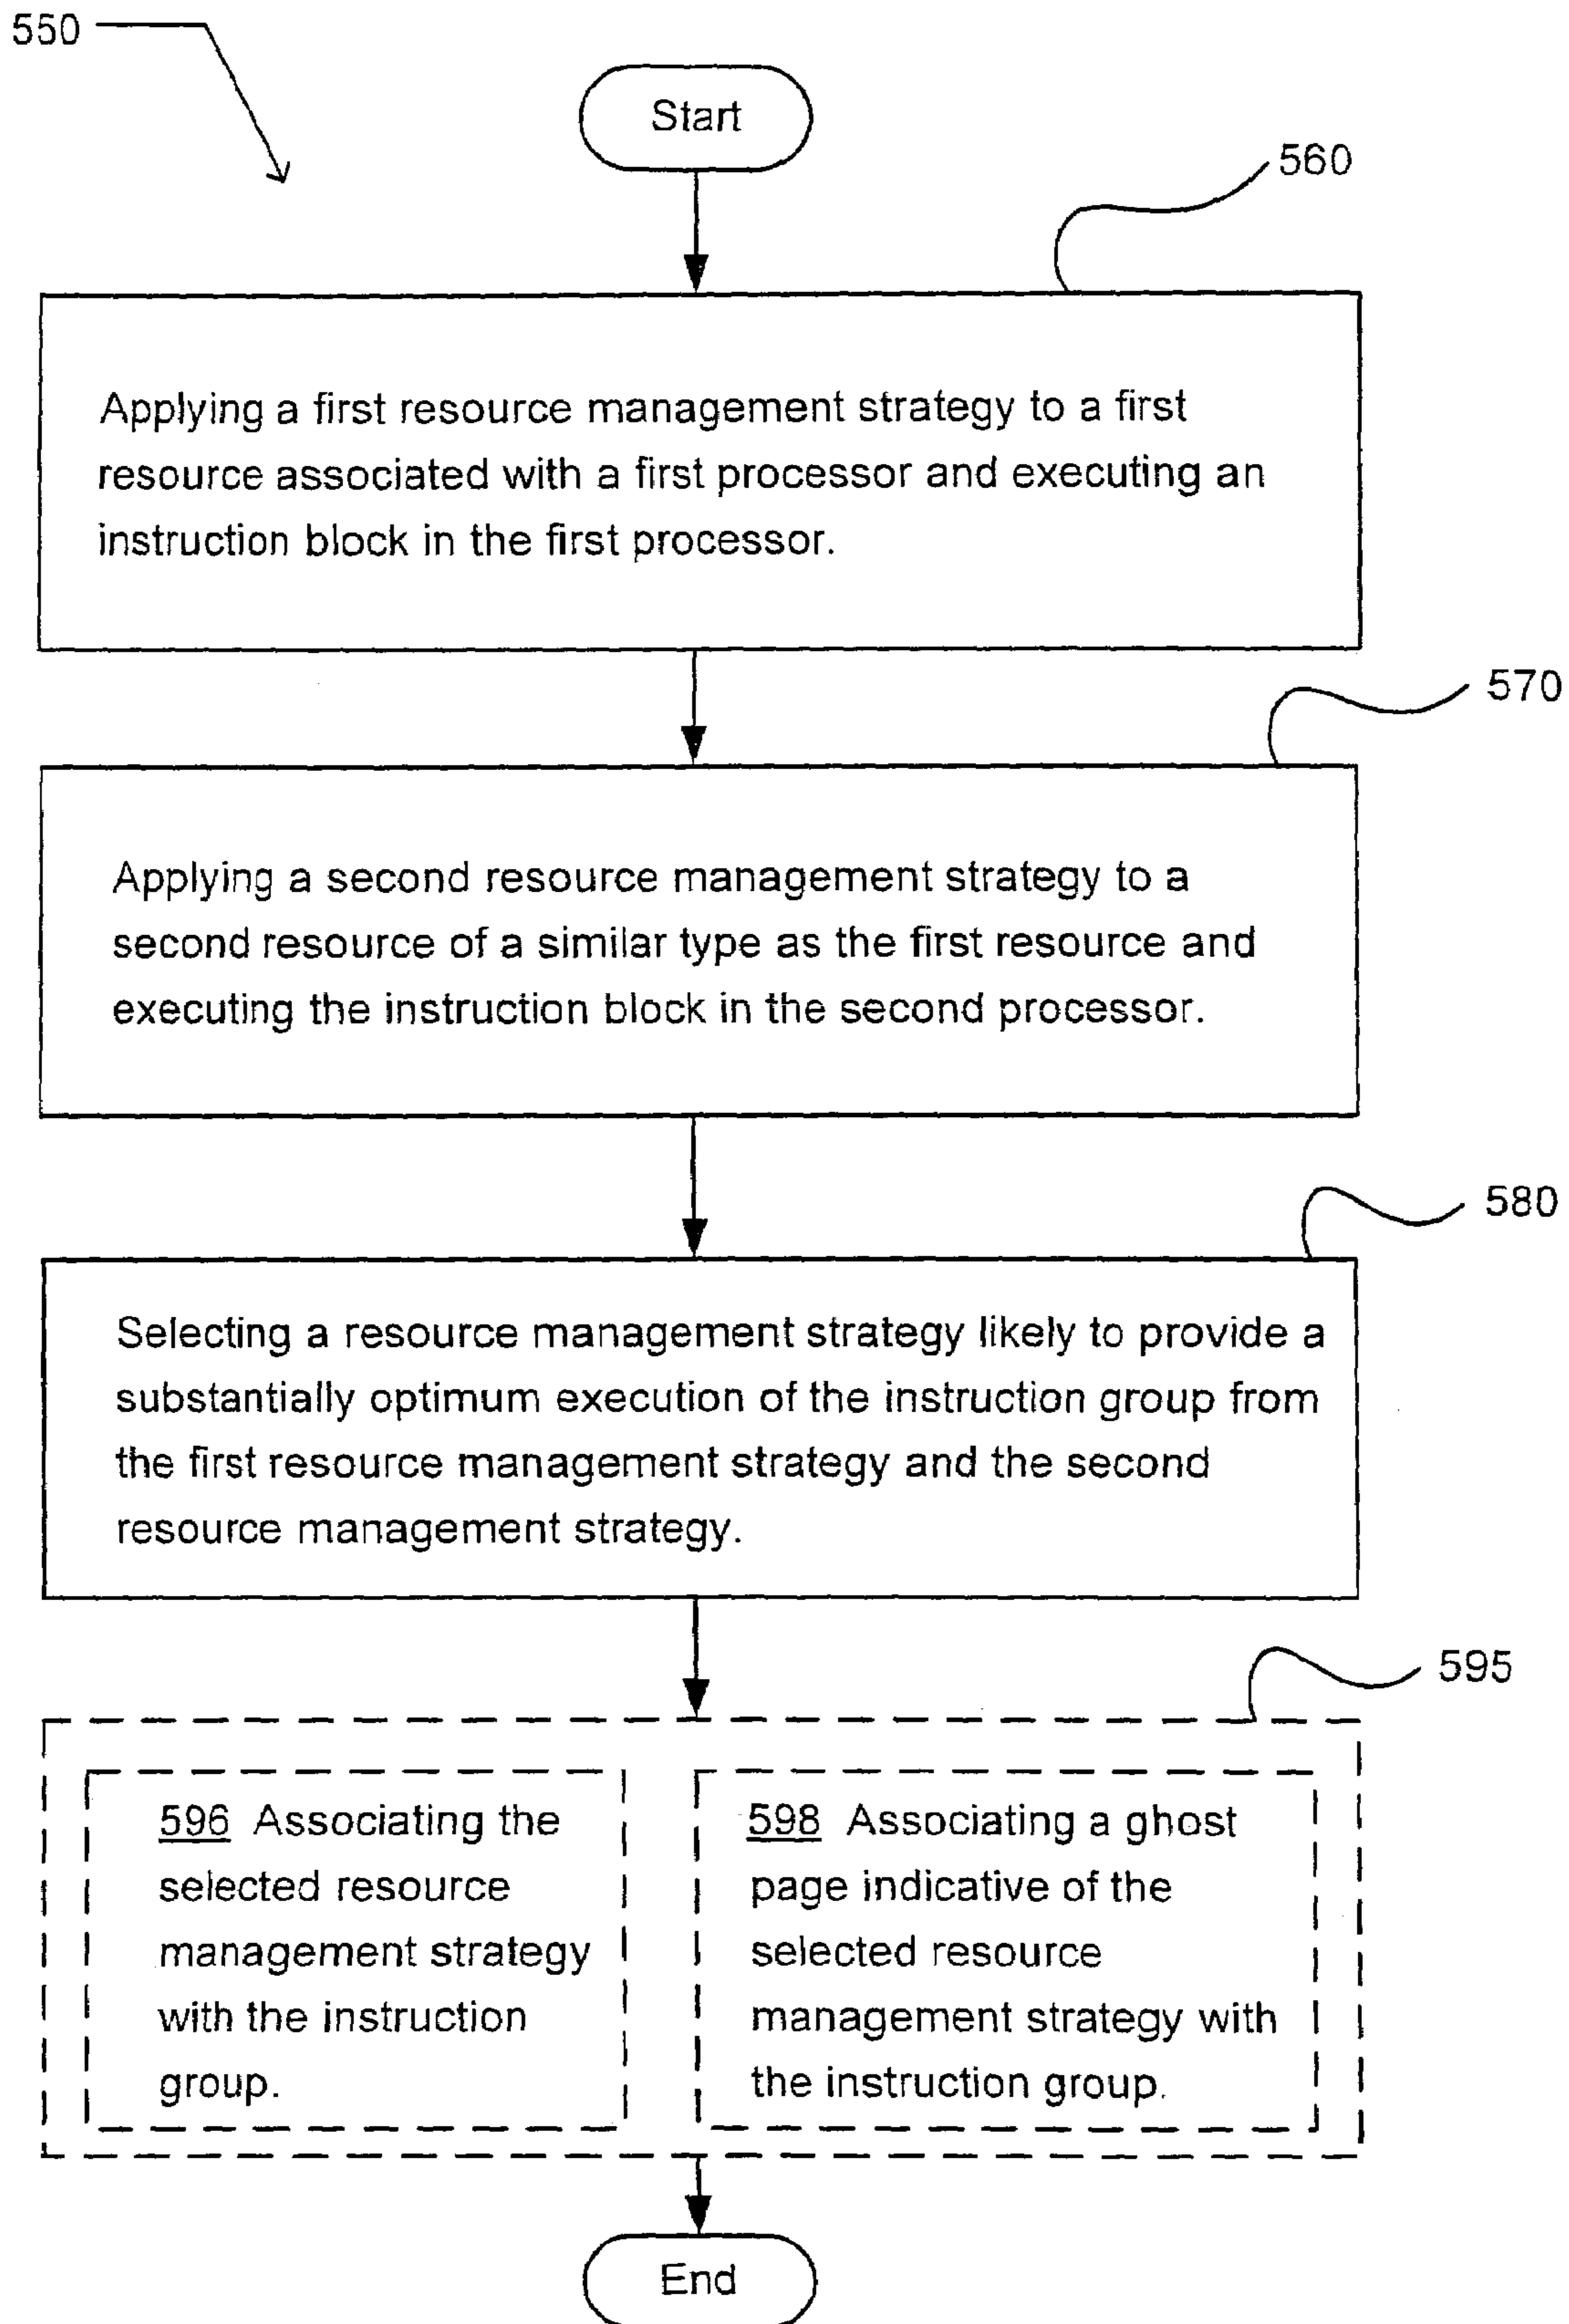 550
Start
560
Applying a first resource management strategy to a first
resource associated with a first processor and executing an
instruction block in the first processor.
570
Applying a second resource management strategy to a
second resource of a similar type as the first resource and
executing the instruction block in the second processor.
580
Selecting a resource management strategy likely to provide a
substantially optimum execution of the instruction group from
the first resource management strategy and the second
resource management strategy.
595
596 Associating the
selected resource
management strategy
with the instruction
group.
598 Associating a ghost
page indicative of the
selected resource
management strategy with
the instruction group.
End